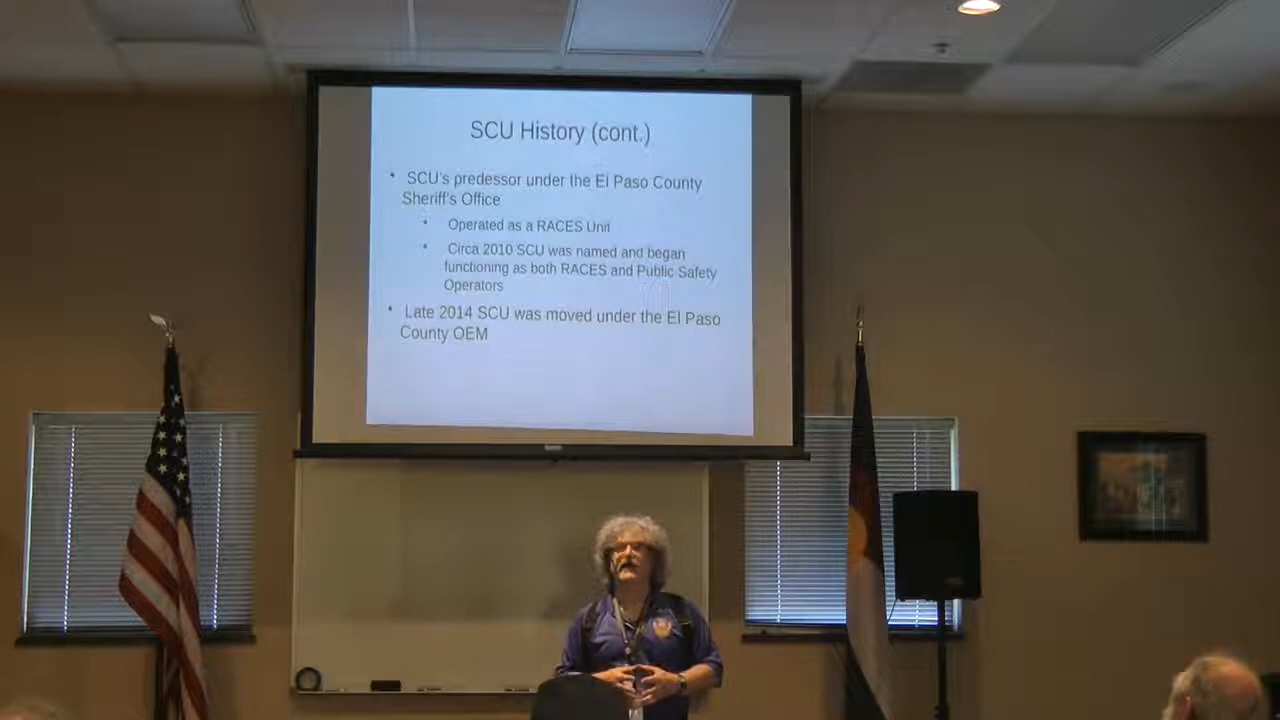 SCU History (cont.)
• SCU's predessor under the El Paso County
Sheriff's Office
• Operated as a RACES Unit
• Circa 2010 SCU was named and began
functioning as both RACES and Public Safety
Operators
• Late 2014 SCU was moved under the El Paso
County OEM